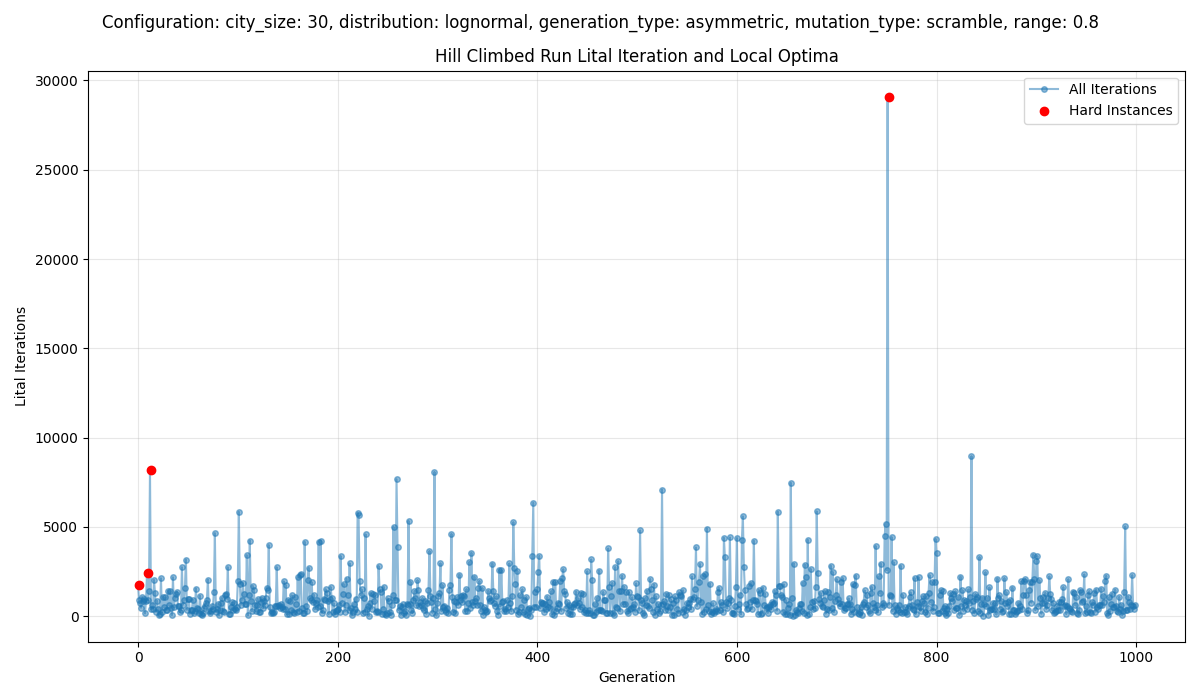 Configuration: city_size: 30, distribution: lognormal, generation_type: asymmetric, mutation_type: scramble, range: 0.8
Hill Climbed Run Lital Iteration and Local Optima
30000
25000
20000
15000
10000
5000
0
Lital Iterations
All Iterations
Hard Instances
0
200
400
600
800
1000
Generation